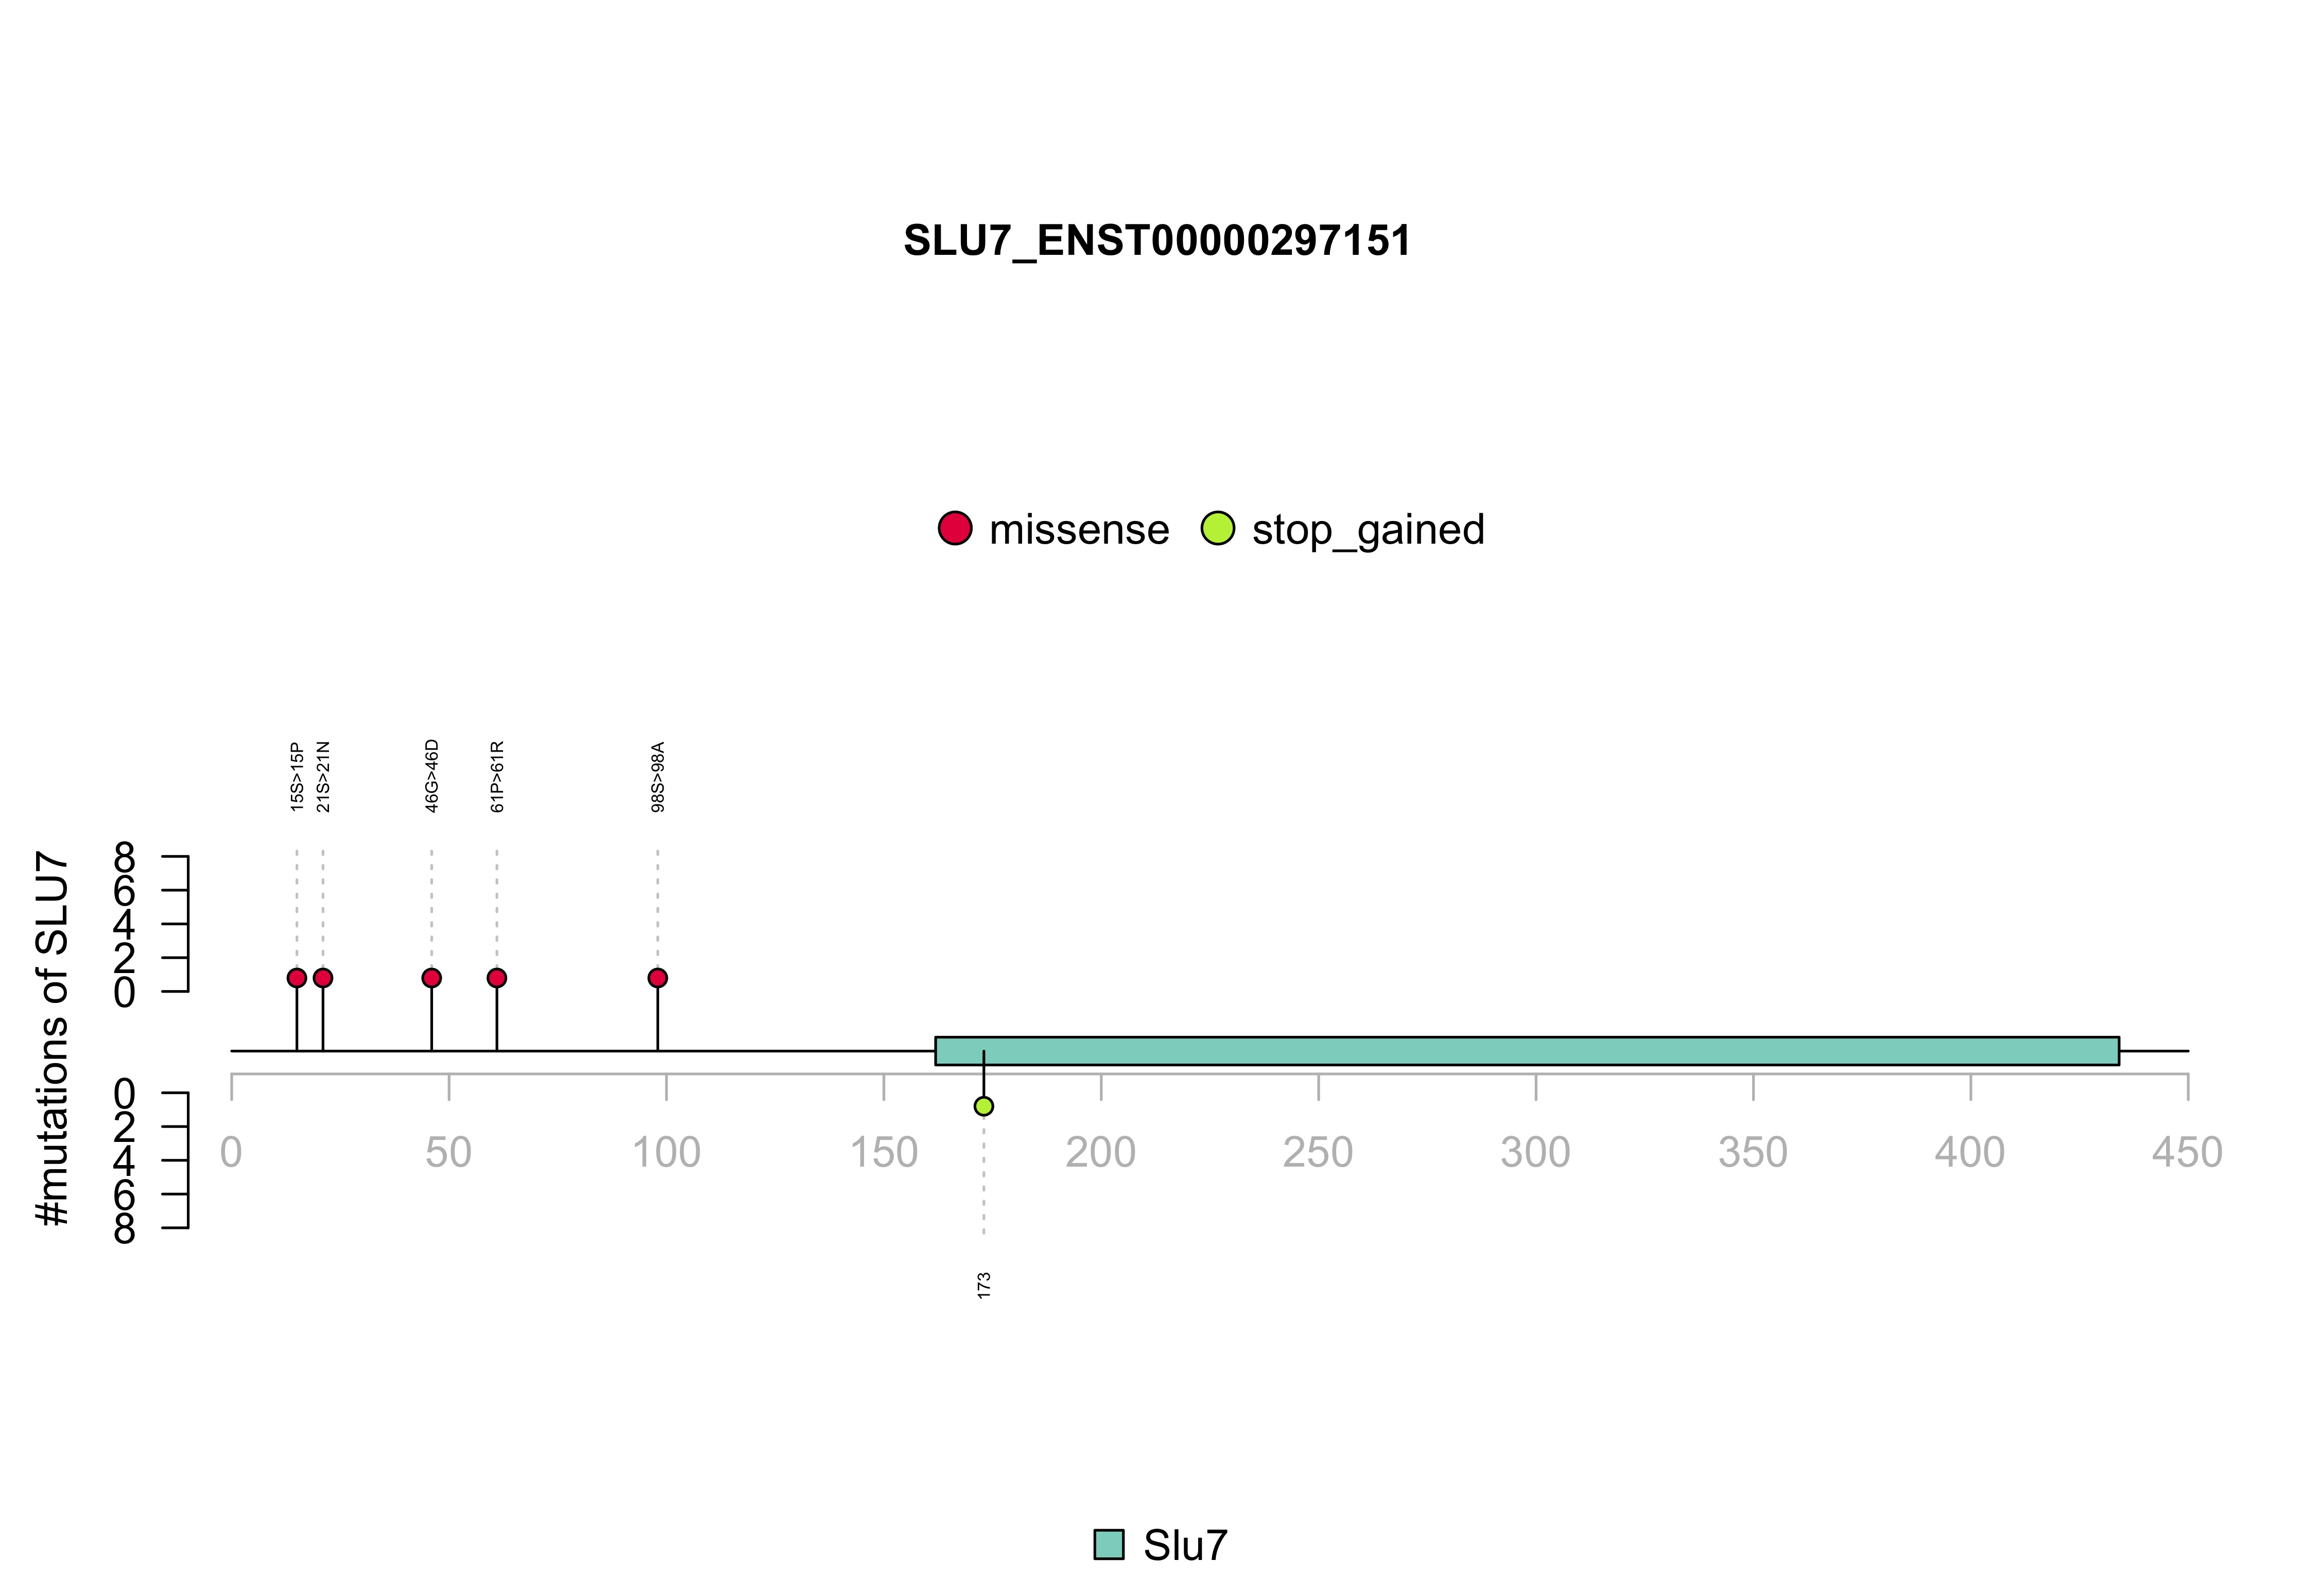 SLU7_ENST00000297151
missense stop_gained
15S>15P 21S>21N 46G>46D 61P>61R 98S>98A
#mutations of SLU7
8
6
4
2
0
0
2
4
6
8
0 50 100 150 200 250 300 350 400 450
173
Slu7